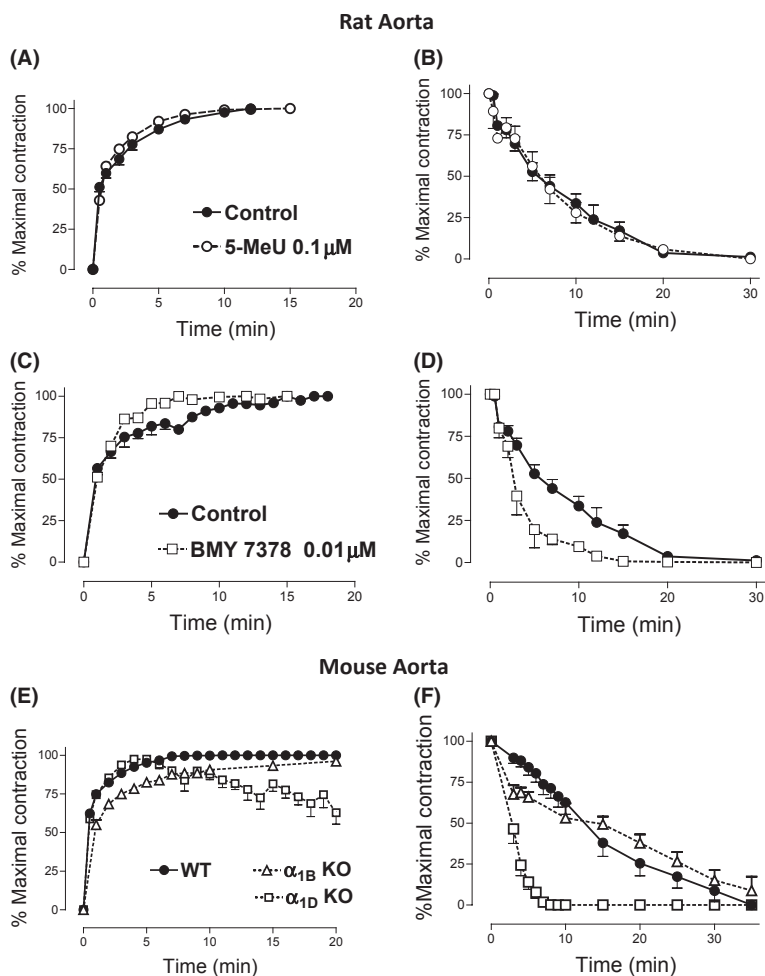 Rat Aorta
(A)
% Maximal contraction
100
75
50
25
0
Control
5-MeU 0.1μM
0 5 10 15 20
Time (min)
(B)
% Maximal contraction
100
75
50
25
0
0 10 20 30
Time (min)
(C)
% Maximal contraction
100
75
50
25
0
Control
BMY 7378 0.01μM
0 5 10 15 20
Time (min)
(D)
% Maximal contraction
100
75
50
25
0
0 10 20 30
Time (min)
Mouse Aorta
(E)
% Maximal contraction
100
75
50
25
0
WT
α1B KO
α1D KO
0 5 10 15 20
Time (min)
(F)
%Maximal contraction
100
75
50
25
0
0 10 20 30
Time (min)